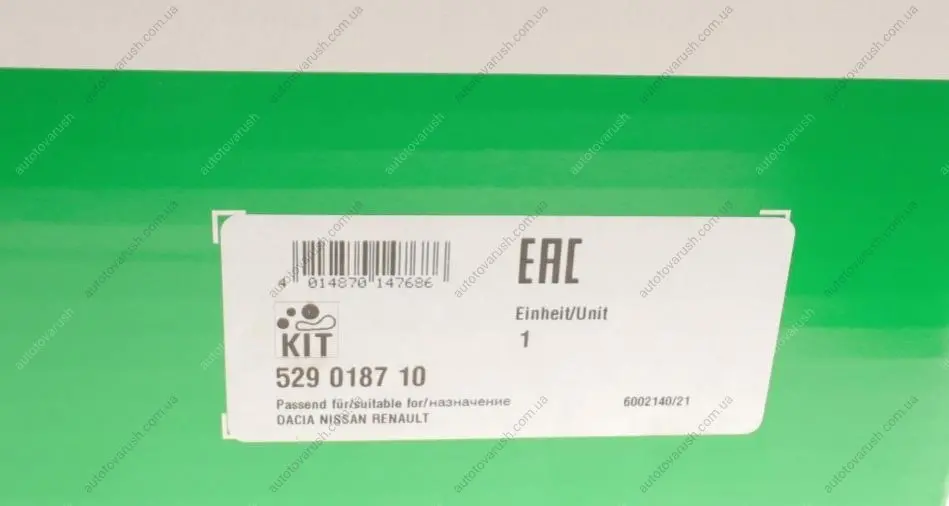 4 014870 147686
EAC
KIT
Einheit/Unit
1
529 0187 10
Passend für/suitable for/назначение
DACIA NISSAN RENAULT
6002140/21
autotovarush.com.ua